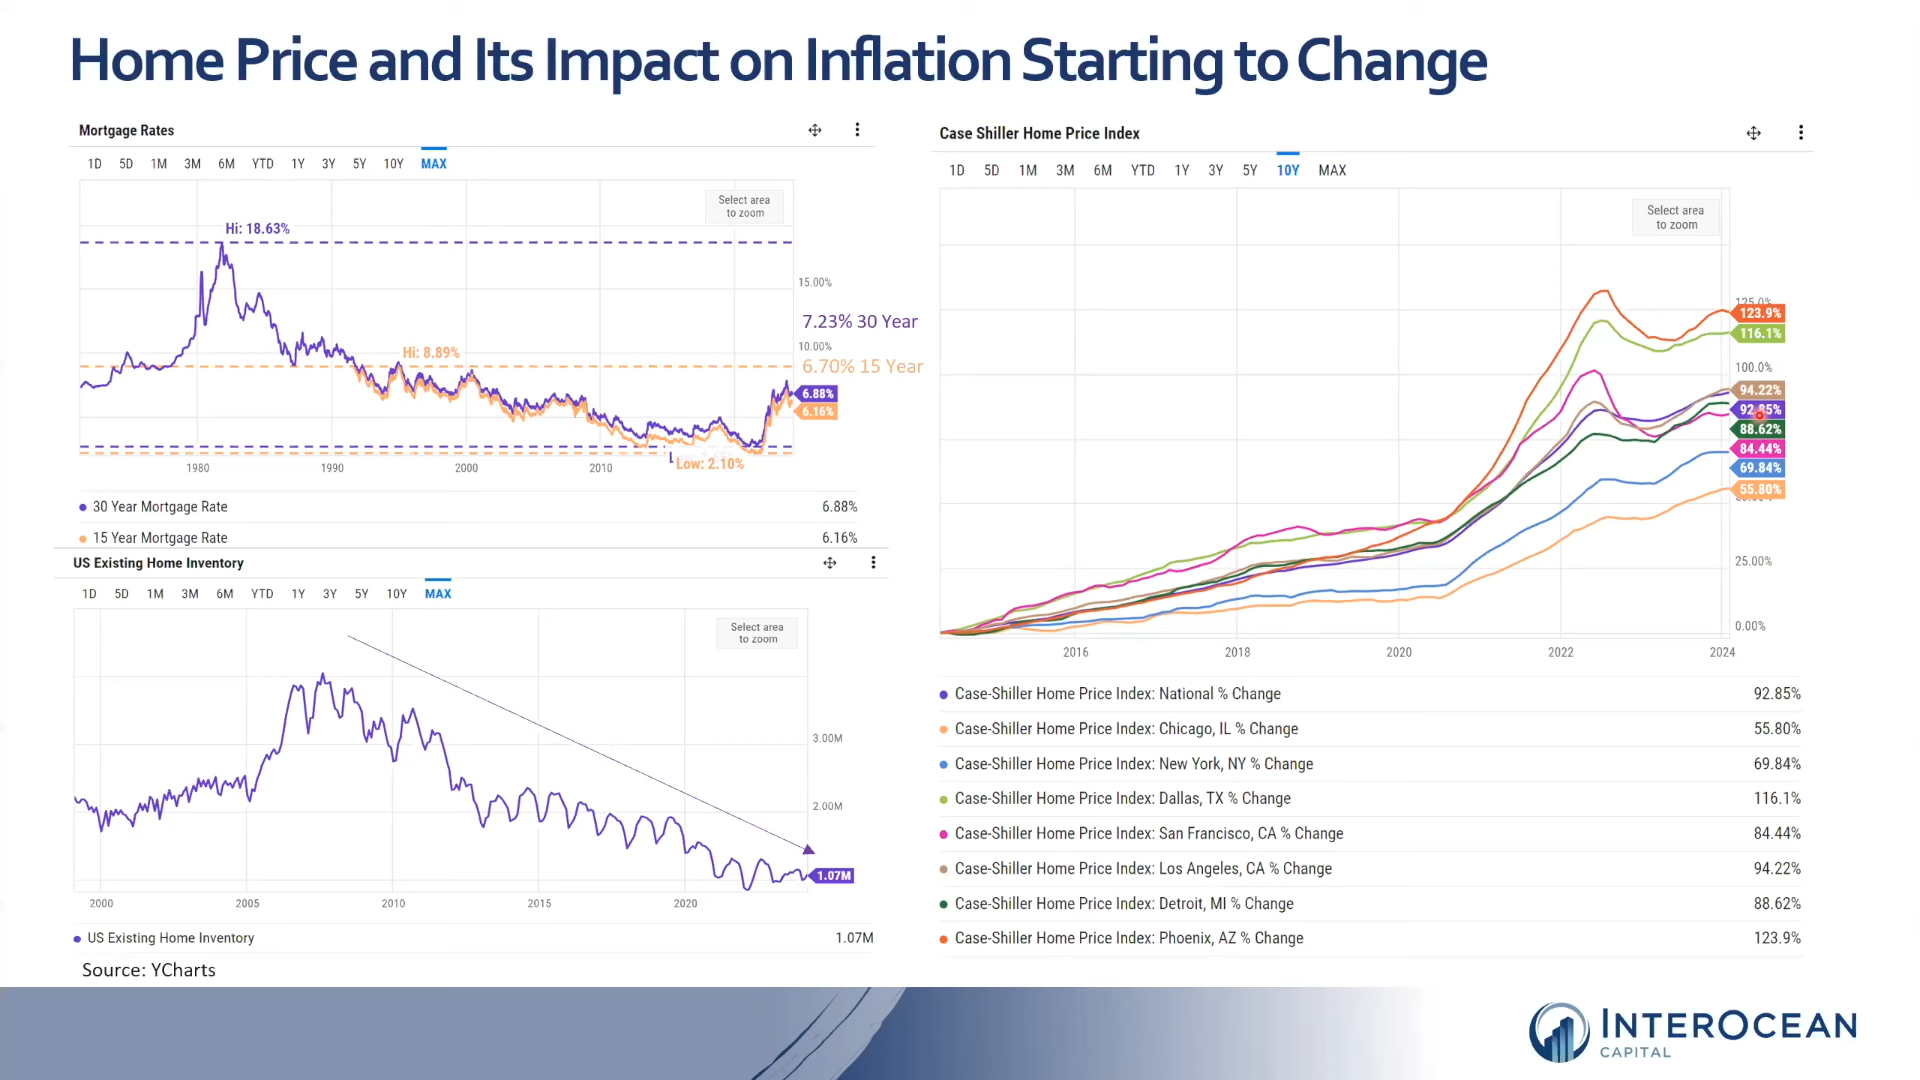 Home Price and Its Impact on Inflation Starting to Change
Mortgage Rates
1D 5D 1M 3M 6M YTD 1Y 3Y 5Y 10Y MAX
Select area
to zoom
Hi: 18.63%
15.00%
7.23% 30 Year
10.00%
Hi: 8.89%
6.70% 15 Year
6.88%
6.16%
Low: 2.10%
1980 1990 2000 2010
30 Year Mortgage Rate 6.88%
15 Year Mortgage Rate 6.16%
US Existing Home Inventory
1D 5D 1M 3M 6M YTD 1Y 3Y 5Y 10Y MAX
Select area
to zoom
3.00M
2.00M
1.07M
2000 2005 2010 2015 2020
US Existing Home Inventory 1.07M
Source: YCharts
Case Shiller Home Price Index
1D 5D 1M 3M 6M YTD 1Y 3Y 5Y 10Y MAX
Select area
to zoom
125.0%
123.9%
116.1%
100.0%
94.22%
92.85%
88.62%
84.44%
69.84%
55.80%
25.00%
0.00%
2016 2018 2020 2022 2024
Case-Shiller Home Price Index: National % Change 92.85%
Case-Shiller Home Price Index: Chicago, IL % Change 55.80%
Case-Shiller Home Price Index: New York, NY % Change 69.84%
Case-Shiller Home Price Index: Dallas, TX % Change 116.1%
Case-Shiller Home Price Index: San Francisco, CA % Change 84.44%
Case-Shiller Home Price Index: Los Angeles, CA % Change 94.22%
Case-Shiller Home Price Index: Detroit, MI % Change 88.62%
Case-Shiller Home Price Index: Phoenix, AZ % Change 123.9%
INTEROCEAN
CAPITAL